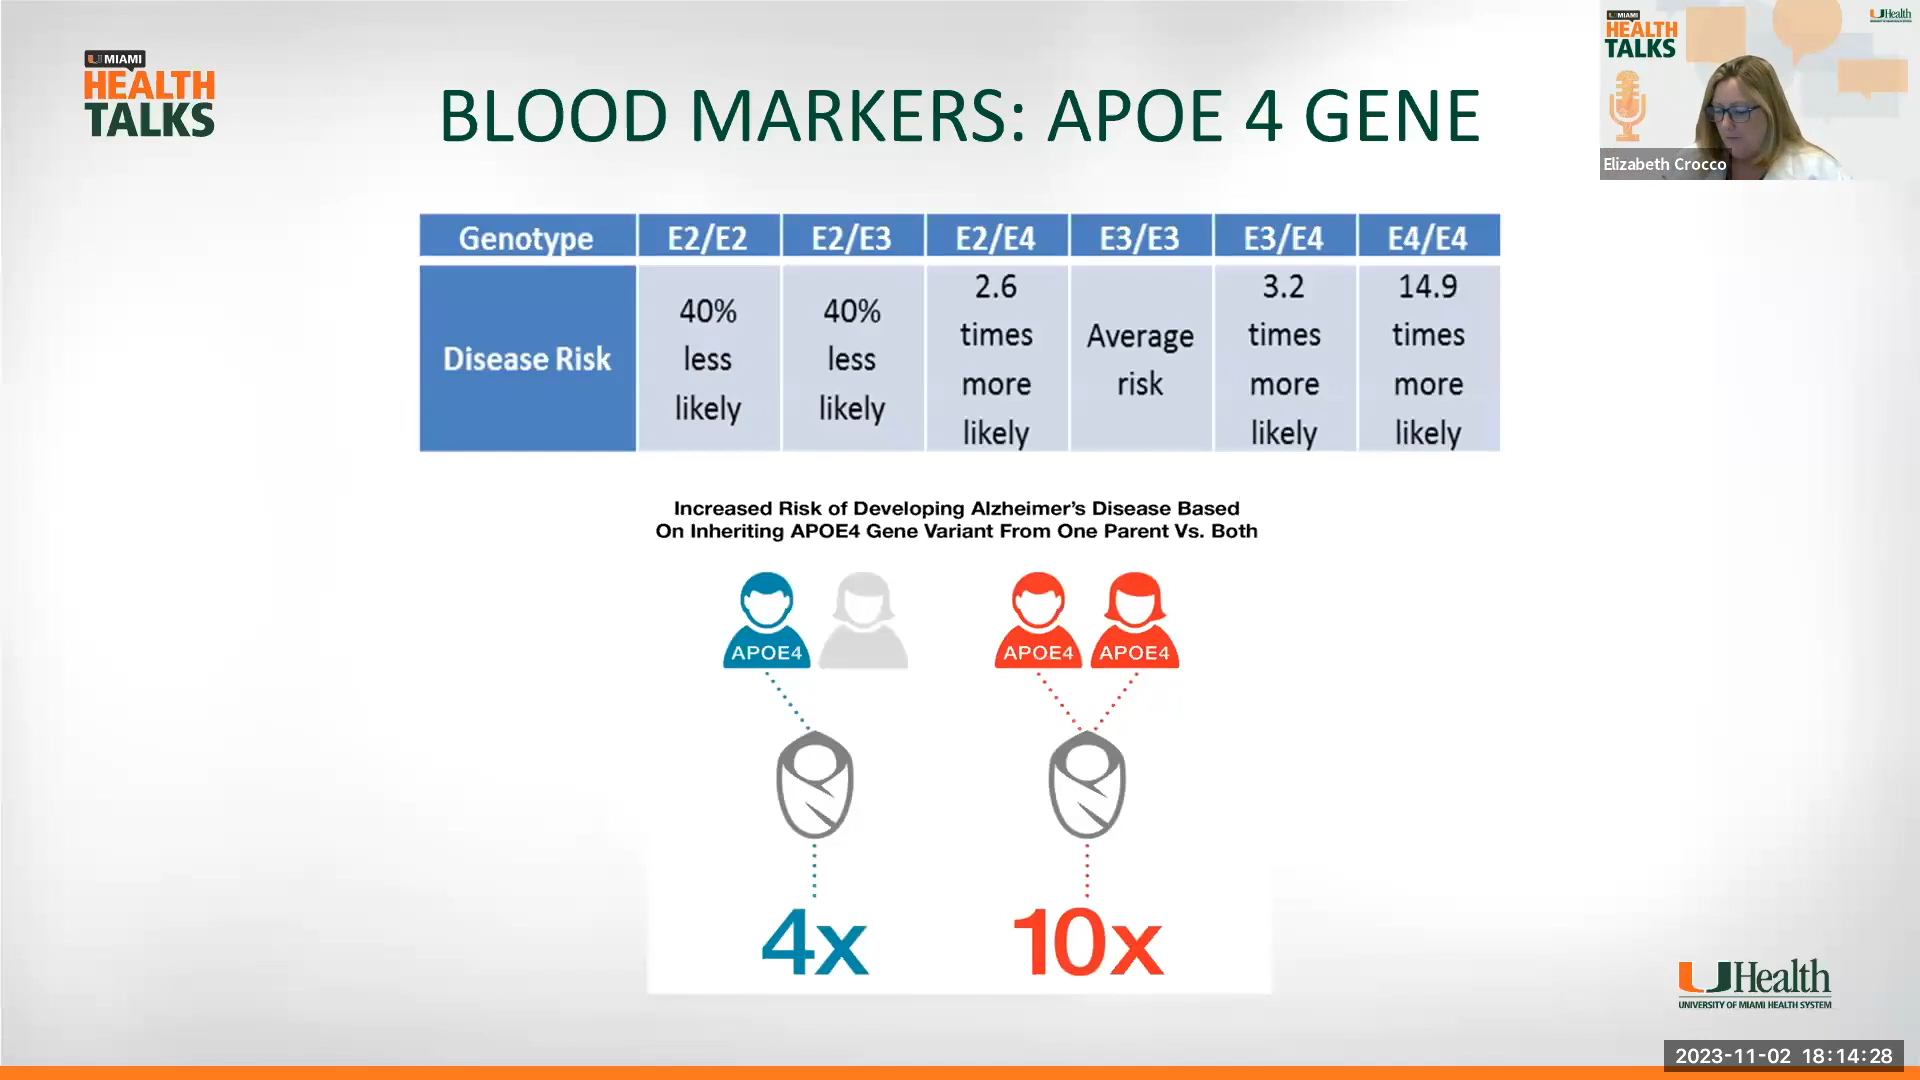 U MIAMI
HEALTH
TALKS
BLOOD MARKERS: APOE 4 GENE
U MIAMI
HEALTH
TALKS
UHealth
Elizabeth Crocco
Genotype E2/E2 E2/E3 E2/E4 E3/E3 E3/E4 E4/E4
Disease Risk
40%
less
likely
40%
less
likely
2.6
times
more
likely
Average
risk
3.2
times
more
likely
14.9
times
more
likely
Increased Risk of Developing Alzheimer's Disease Based
On Inheriting APOE4 Gene Variant From One Parent Vs. Both
APOE4 APOE4 APOE4
4x 10x
UHealth
UNIVERSITY OF MIAMI HEALTH SYSTEM
2023-11-02 18:14:28